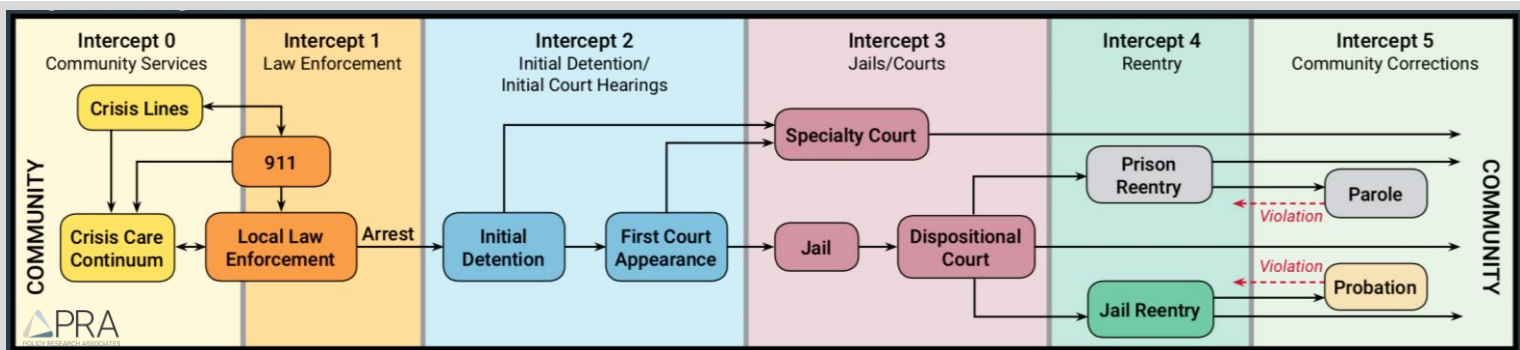 Intercept 0
Community Services
Intercept 1
Law Enforcement
Intercept 2
Initial Detention/
Initial Court Hearings
Intercept 3
Jails/Courts
Intercept 4
Reentry
Intercept 5
Community Corrections
COMMUNITY
Crisis Lines
911
Crisis Care
Continuum
Local Law
Enforcement
Arrest
Initial
Detention
First Court
Appearance
Specialty Court
Jail
Dispositional
Court
Prison
Reentry
Violation
Parole
Jail Reentry
Violation
Probation
COMMUNITY
PRA
POLICY RESEARCH ASSOCIATES